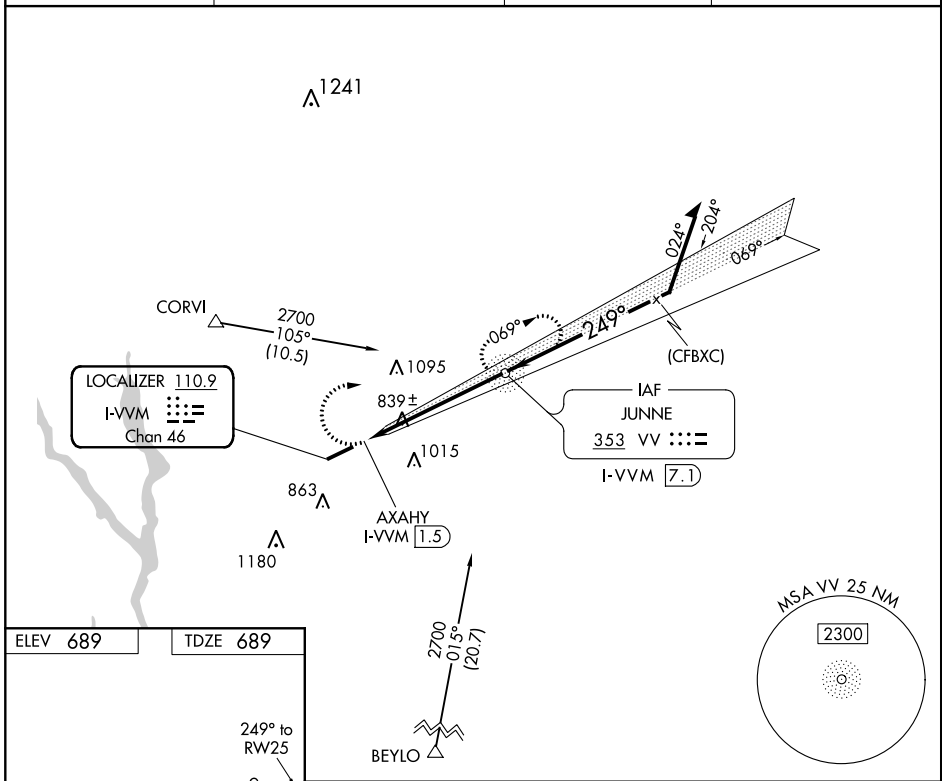 1241
024°
204°
069°
CORVI
2700
105°
(10.5)
069°
249°
(CFBXC)
1095
LOCALIZER 110.9
I-VVM
Chan 46
839±
IAF
JUNNE
353 VV
I-VVM 7.1
1015
863
AXAHY
I-VVM 1.5
1180
2700
015°
(20.7)
BEYLO
MSA VV 25 NM
2300
ELEV 689
TDZE 689
249° to
RW25